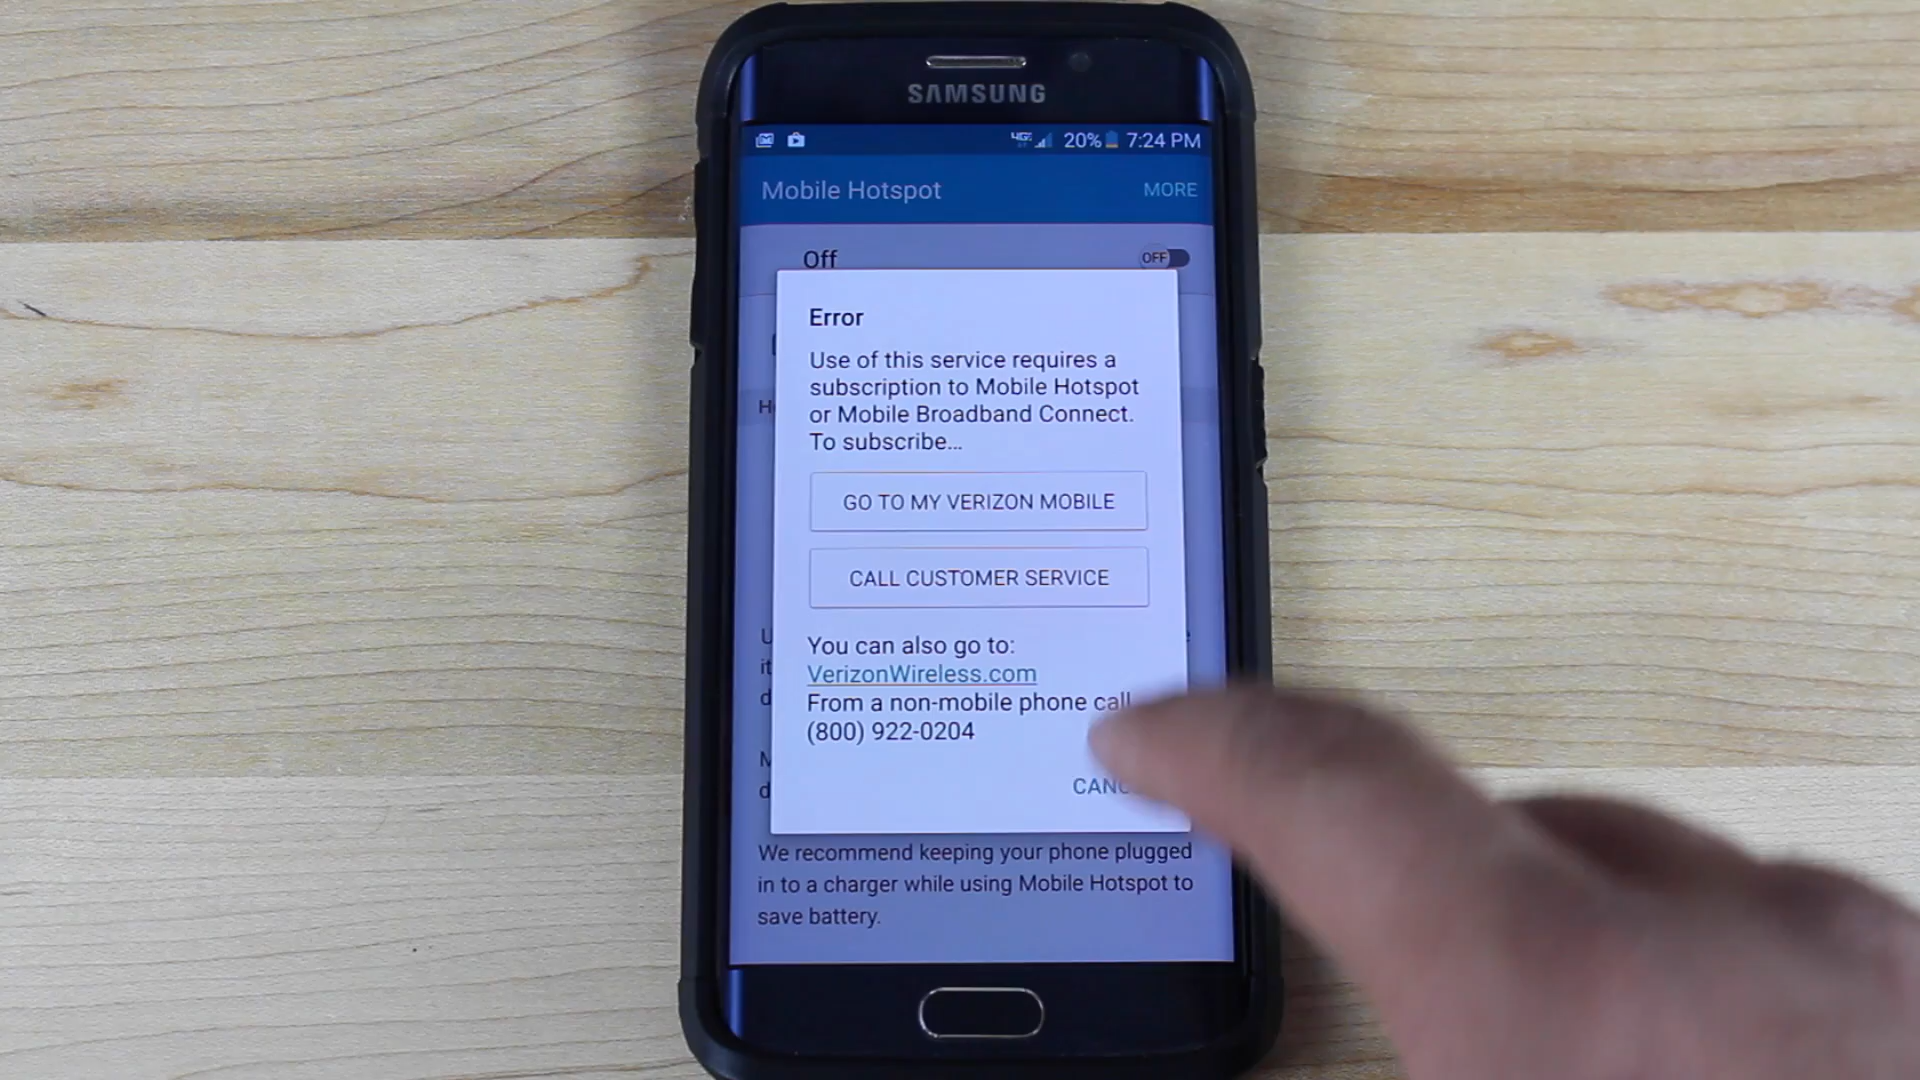 SAMSUNG
4G 20% 7:24 PM
Mobile Hotspot MORE
Off OFF
Error
Use of this service requires a
subscription to Mobile Hotspot
or Mobile Broadband Connect.
To subscribe...
GO TO MY VERIZON MOBILE
CALL CUSTOMER SERVICE
You can also go to:
VerizonWireless.com
From a non-mobile phone call
(800) 922-0204
We recommend keeping your phone plugged
in to a charger while using Mobile Hotspot to
save battery.